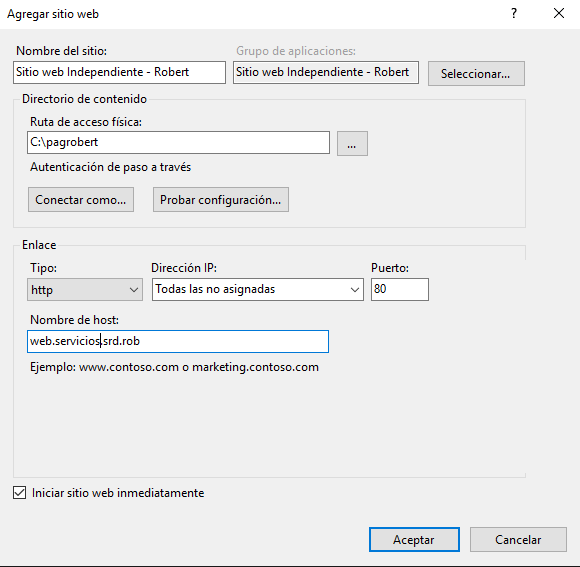 Agregar sitio web
?
Nombre del sitio:
Grupo de aplicaciones:
Sitio web Independiente - Robert
Sitio web Independiente - Robert
Seleccionar...
Directorio de contenido
Ruta de acceso física:
C:\pagrobert
...
Autenticación de paso a través
Conectar como...
Probar configuración...
Enlace
Tipo:
Dirección IP:
Puerto:
http
Todas las no asignadas
80
Nombre de host:
web.servicios.srd.rob
Ejemplo: www.contoso.com o marketing.contoso.com
Iniciar sitio web inmediatamente
Aceptar
Cancelar